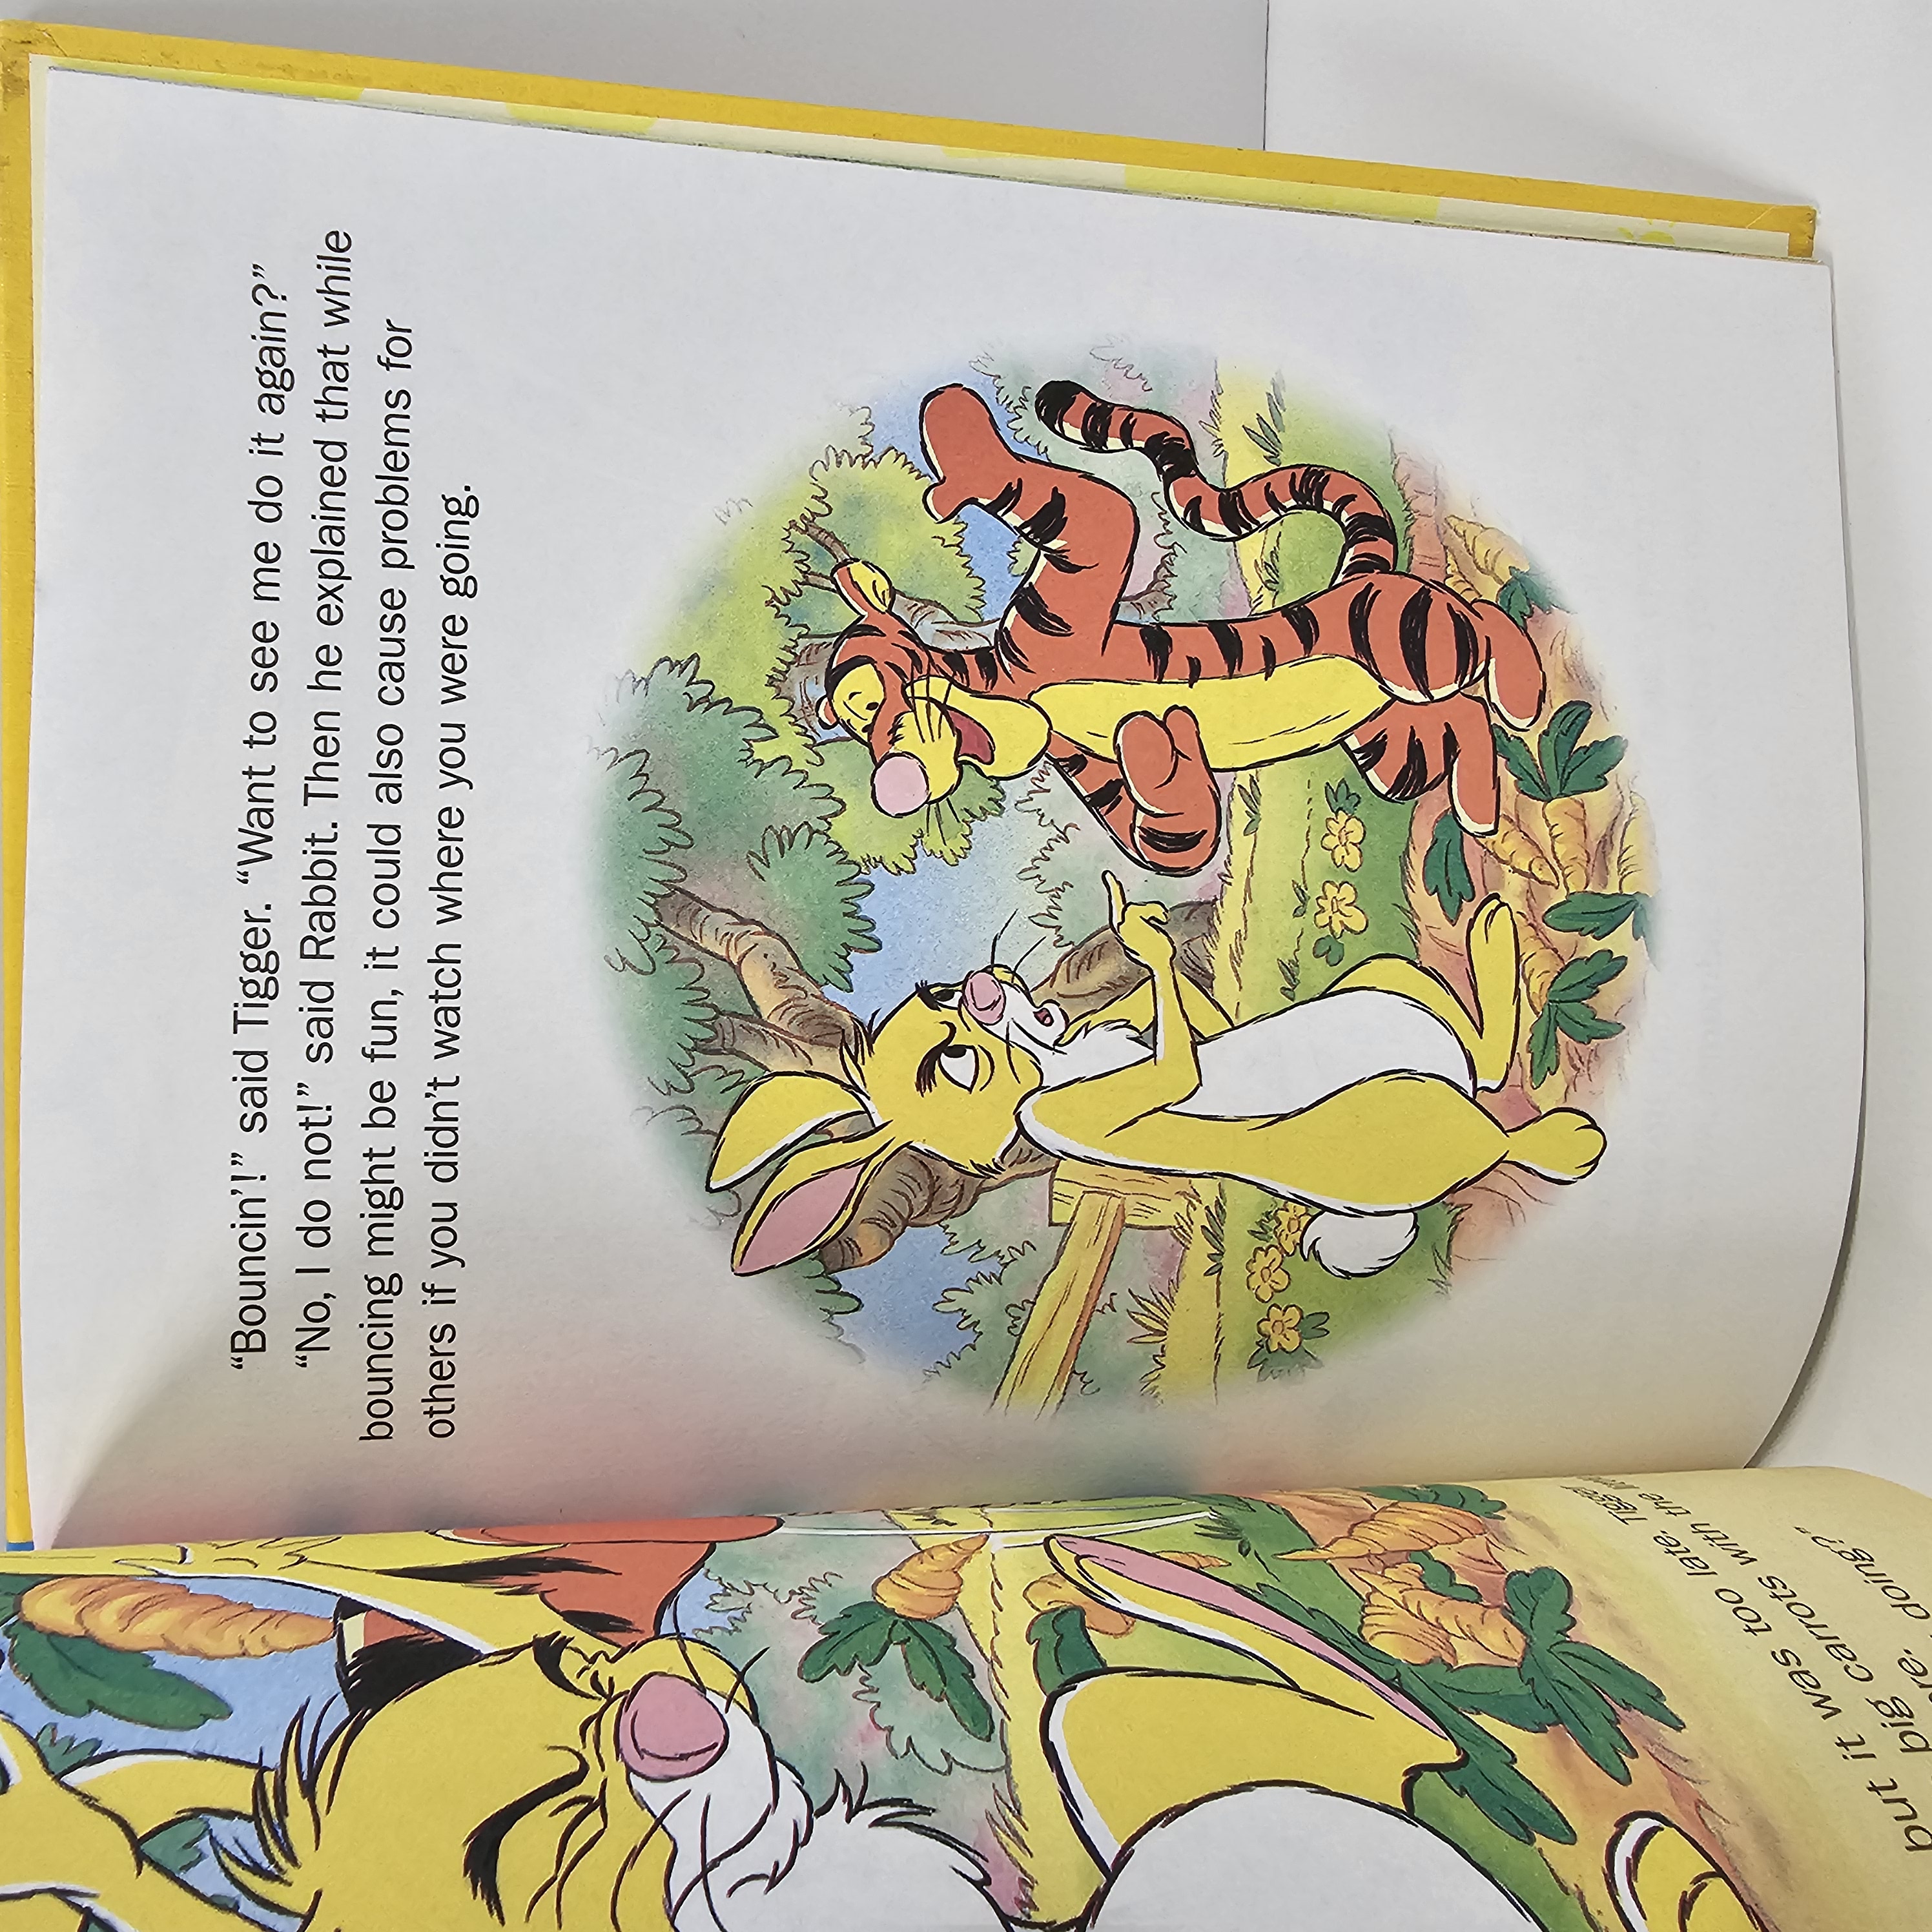 but it was too late. Tigger
big carrots with the
doing?”
“Bouncin’!” said Tigger. “Want to see me do it again?”
“No, I do not!” said Rabbit. Then he explained that while
bouncing might be fun, it could also cause problems for
others if you didn’t watch where you were going.